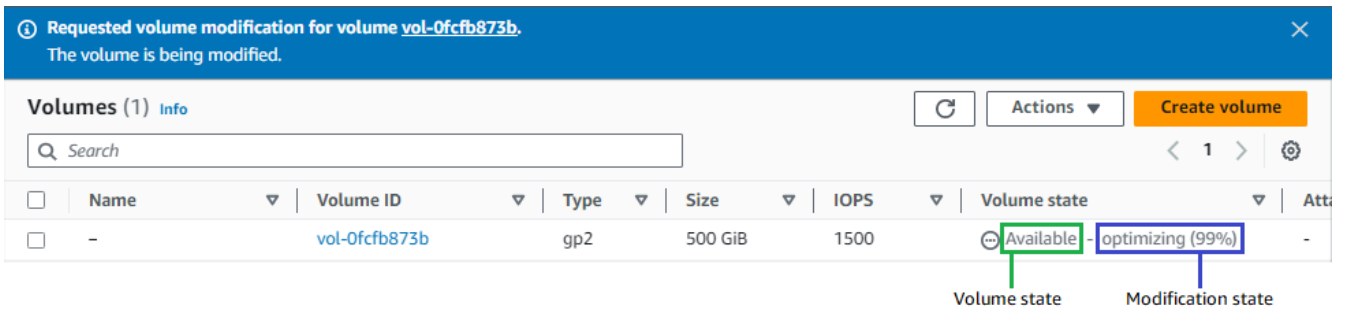 Requested volume modification for volume vol-0fcfb873b.
The volume is being modified.
Volumes (1) Info
Actions
Create volume
Search
1
Name Volume ID Type Size IOPS Volume state Atta
– vol-0fcfb873b gp2 500 GiB 1500 Available - optimizing (99%) -
Volume state Modification state